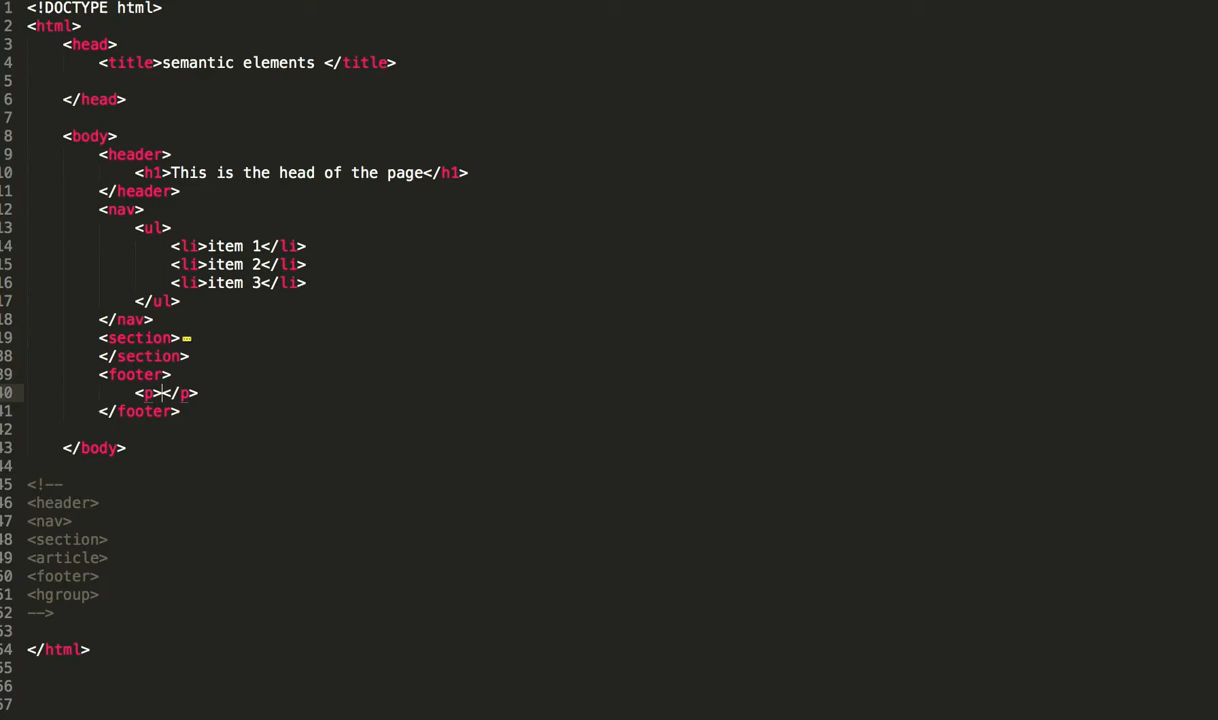 1 <!DOCTYPE html>
2 <html>
3     <head>
4         <title>semantic elements </title>
5
6     </head>
7
8     <body>
9         <header>
10             <h1>This is the head of the page</h1>
11         </header>
12         <nav>
13             <ul>
14                 <li>item 1</li>
15                 <li>item 2</li>
16                 <li>item 3</li>
17             </ul>
18         </nav>
19         <section>
38         </section>
39         <footer>
40             <p></p>
41         </footer>
42
43     </body>
44
45 <!--
46 <header>
47 <nav>
48 <section>
49 <article>
50 <footer>
51 <hgroup>
52 -->
53
54 </html>
55
56
57